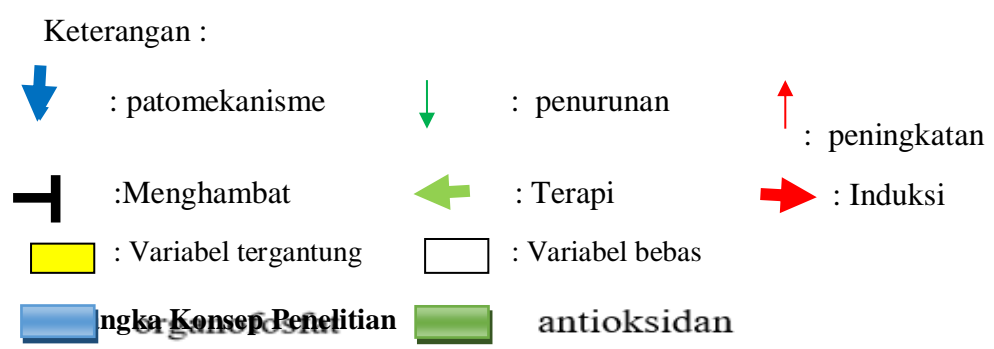 Keterangan :
: patomekanisme : penurunan
: peningkatan
:Menghambat : Terapi : Induksi
: Variabel tergantung : Variabel bebas
ngka Konsep Penelitian antioksidan